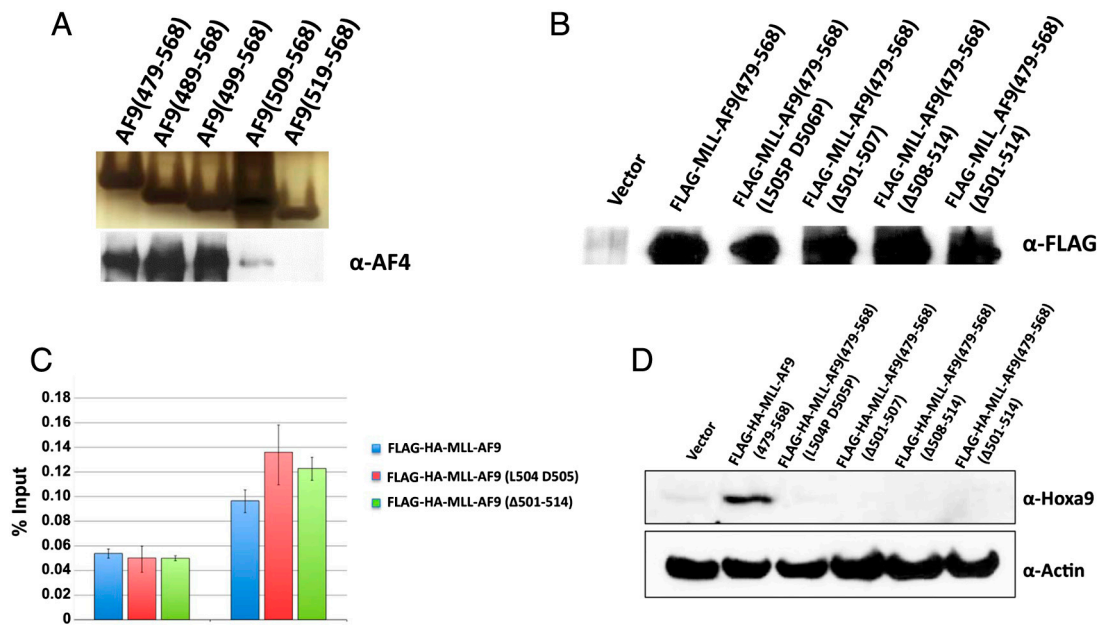 A
AF9(479-568)
AF9(489-568)
AF9(499-568)
AF9(509-568)
AF9(519-568)
α-AF4
B
Vector
FLAG-MLL-AF9(479-568)
FLAG-MLL-AF9(479-568)
(L505P D506P)
FLAG-MLL-AF9(479-568)
(Δ501-507)
FLAG-MLL-AF9(479-568)
(Δ508-514)
FLAG-MLL_AF9(479-568)
(Δ501-514)
α-FLAG
C
% Input
0.18
0.16
0.14
0.12
0.10
0.08
0.06
0.04
0.02
0
FLAG-HA-MLL-AF9
FLAG-HA-MLL-AF9 (L504 D505)
FLAG-HA-MLL-AF9 (Δ501-514)
D
Vector
FLAG-HA-MLL-AF9
(479-568)
FLAG-HA-MLL-AF9(479-568)
(L504P D505P)
FLAG-HA-MLL-AF9(479-568)
(Δ501-507)
FLAG-HA-MLL-AF9(479-568)
(Δ508-514)
FLAG-HA-MLL-AF9(479-568)
(Δ501-514)
α-Hoxa9
α-Actin